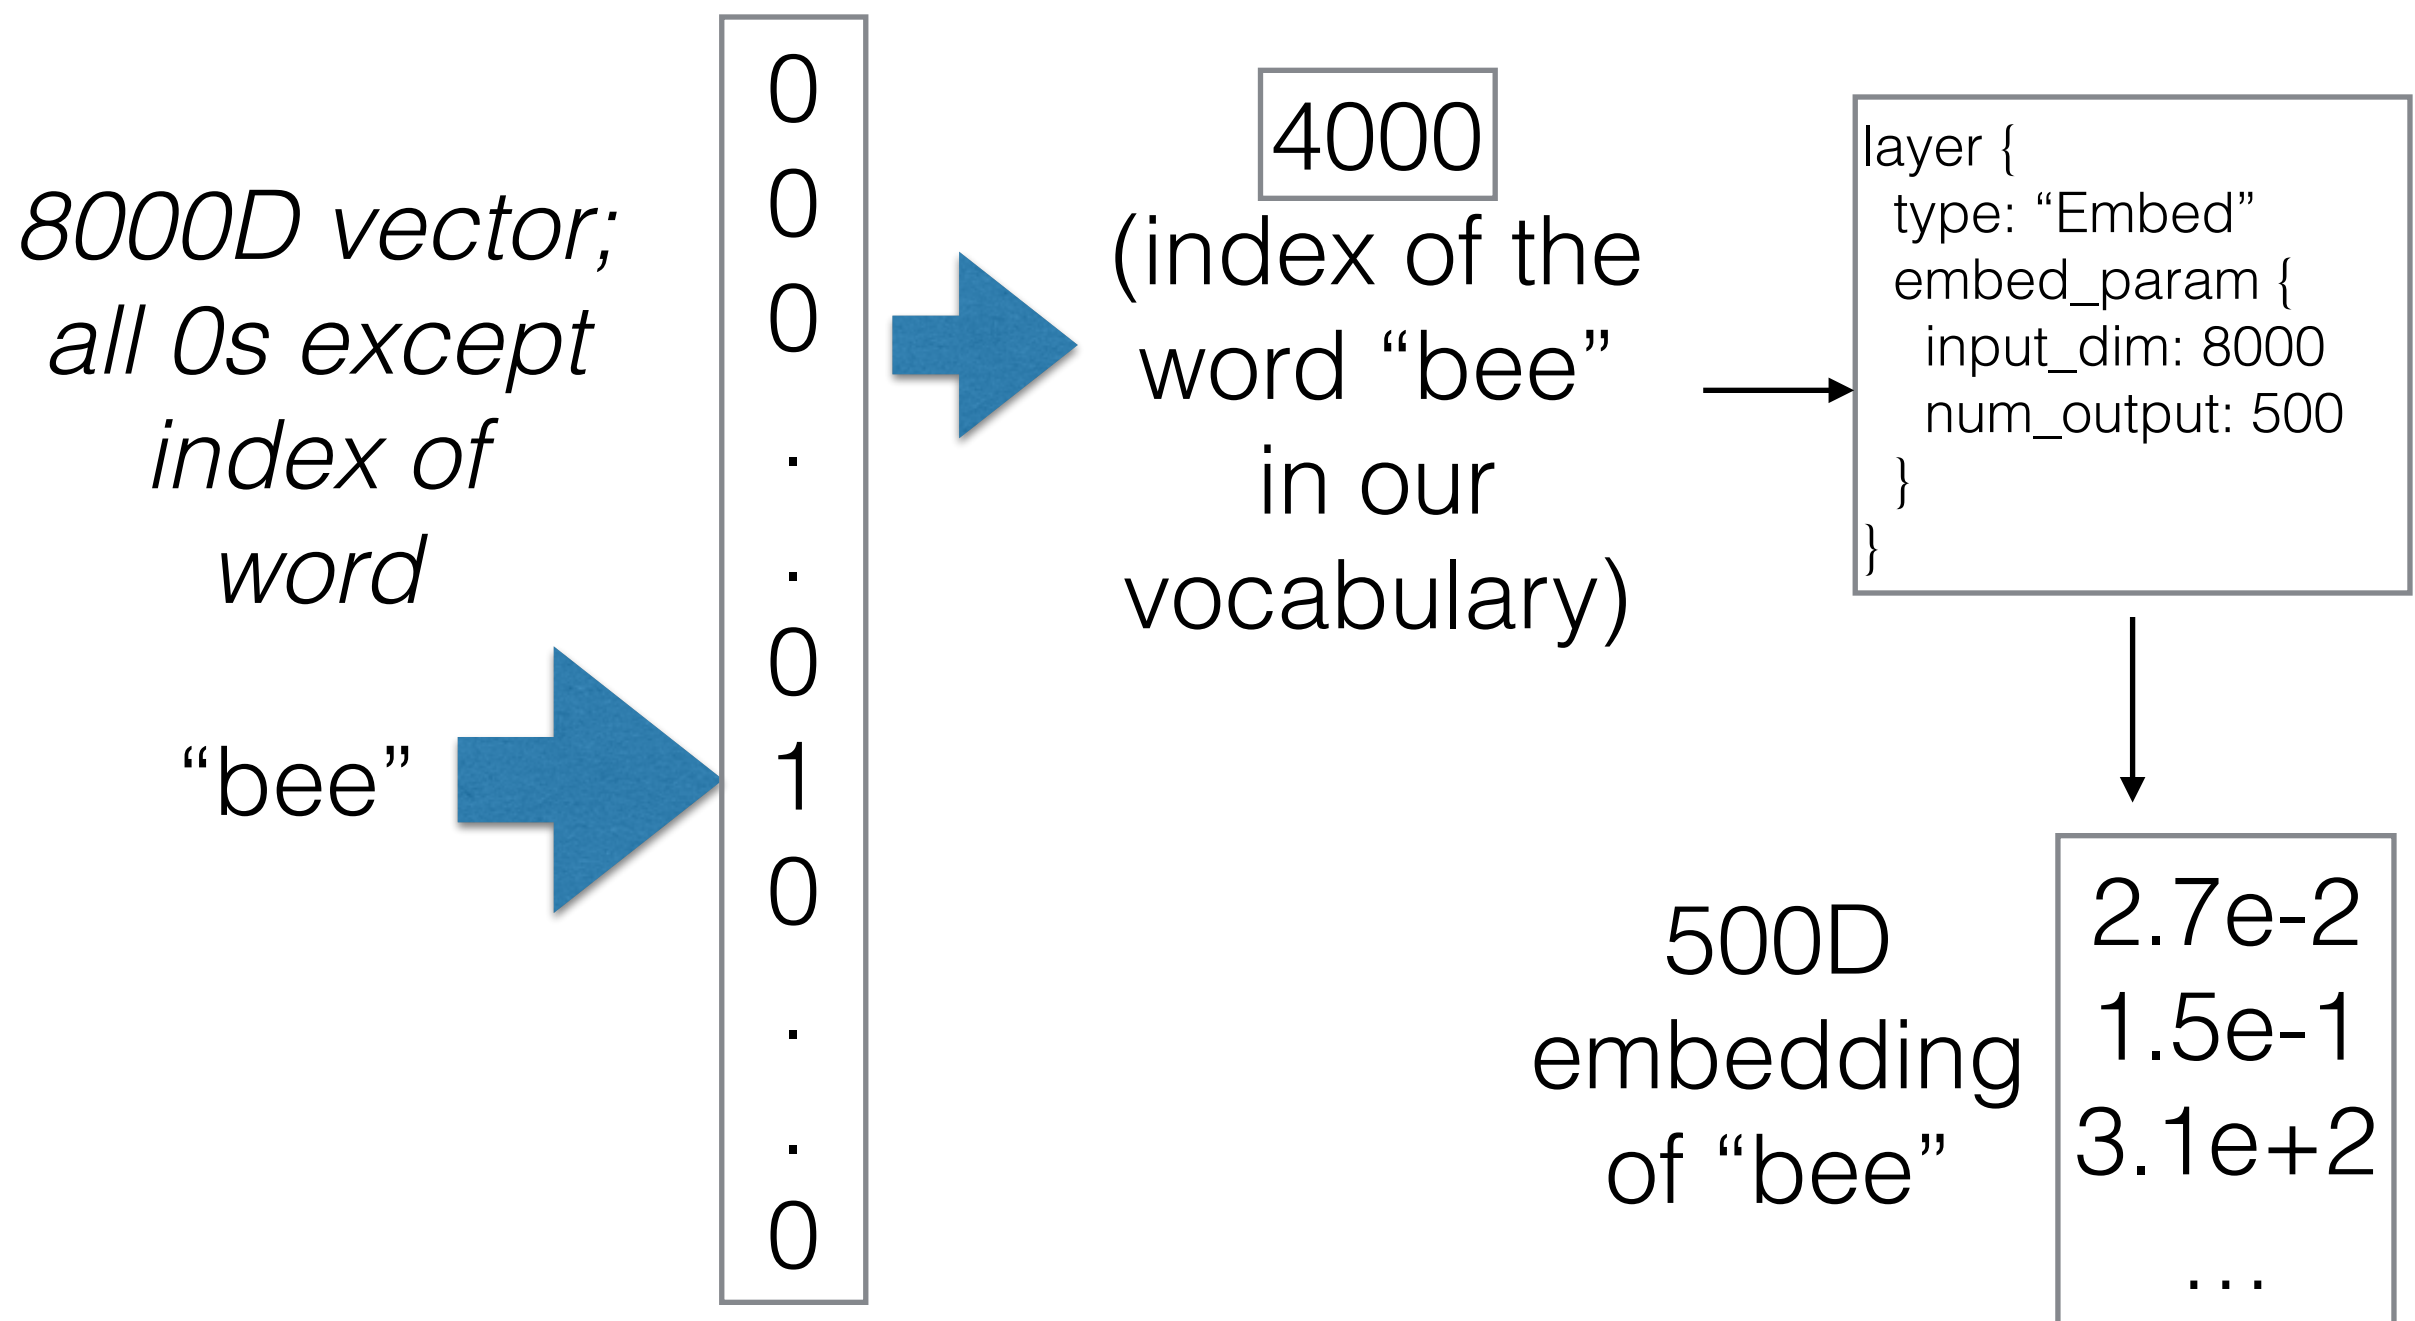 8000D vector;
all 0s except
index of
word
“bee”
0
0
0
.
.
0
1
0
.
.
0
4000
(index of the
word “bee”
in our
vocabulary)
layer {
type: “Embed”
embed_param {
input_dim: 8000
num_output: 500
}
}
500D
embedding
of “bee”
2.7e-2
1.5e-1
3.1e+2
...